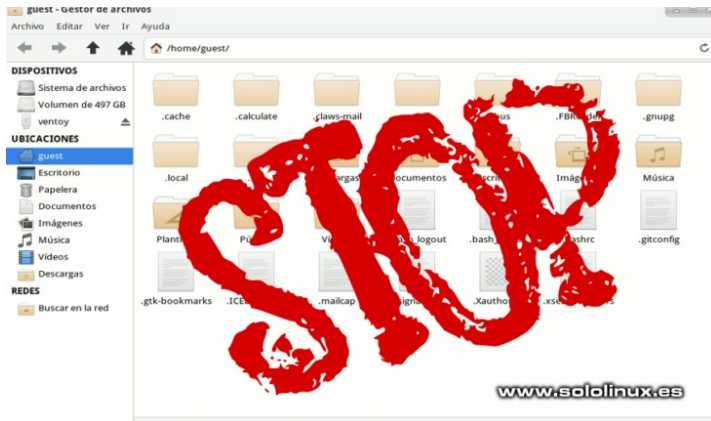 guest - Gestor de archivos
Archivo Editar Ver Ir Ayuda
/home/guest/
DISPOSITIVOS
Sistema de archivos
Volumen de 497 GB
ventoy
UBICACIONES
guest
Escritorio
Papelera
Documentos
Imágenes
Música
Vídeos
Descargas
REDES
Buscar en la red
.cache .calculate .claws-mail .gnupg
.local Música
.gitconfig
.gtk-bookmarks .mailcap
STOP
www.sololinux.es